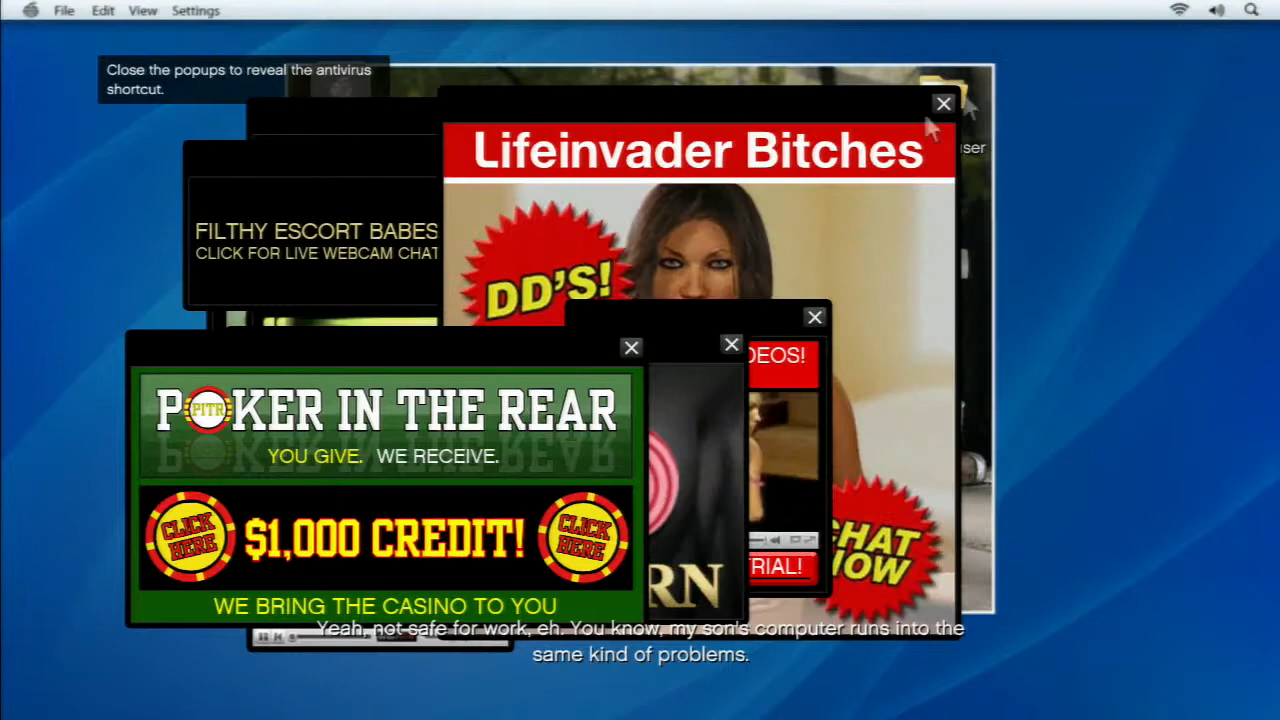 File Edit View Settings
Close the popups to reveal the antivirus
shortcut.
Lifeinvader Bitches
user
FILTHY ESCORT BABES
CLICK FOR LIVE WEBCAM CHAT
DD'S!
DEOS!
POKER IN THE REAR
PITR
YOU GIVE. WE RECEIVE.
CLICK HERE
$1,000 CREDIT!
CLICK HERE
WE BRING THE CASINO TO YOU
RN
TRIAL!
CHAT
NOW
Yeah, not safe for work, eh. You know, my son's computer runs into the
same kind of problems.